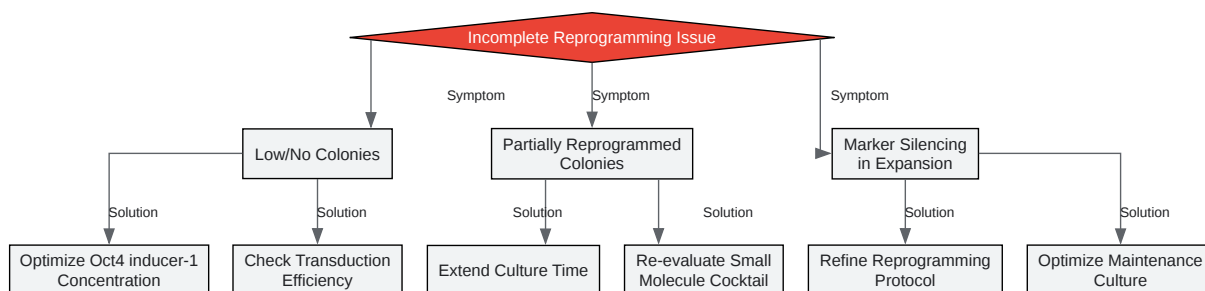 Incomplete Reprogramming Issue
Symptom
Symptom
Symptom
Low/No Colonies
Partially Reprogrammed
Colonies
Marker Silencing
in Expansion
Solution
Solution
Solution
Solution
Solution
Solution
Optimize Oct4 inducer-1
Concentration
Check Transduction
Efficiency
Extend Culture Time
Re-evaluate Small
Molecule Cocktail
Refine Reprogramming
Protocol
Optimize Maintenance
Culture